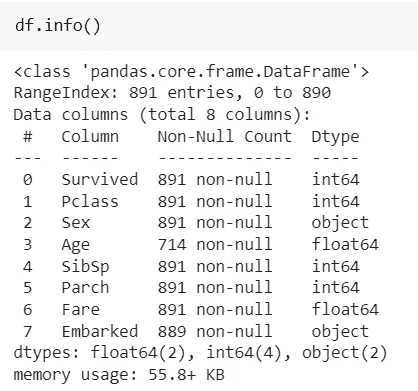 df.info()
<class 'pandas.core.frame.DataFrame'>
RangeIndex: 891 entries, 0 to 890
Data columns (total 8 columns):
 #   Column    Non-Null Count  Dtype
---  ------    --------------  -----
 0   Survived  891 non-null    int64
 1   Pclass    891 non-null    int64
 2   Sex       891 non-null    object
 3   Age       714 non-null    float64
 4   SibSp     891 non-null    int64
 5   Parch     891 non-null    int64
 6   Fare      891 non-null    float64
 7   Embarked  889 non-null    object
dtypes: float64(2), int64(4), object(2)
memory usage: 55.8+ KB